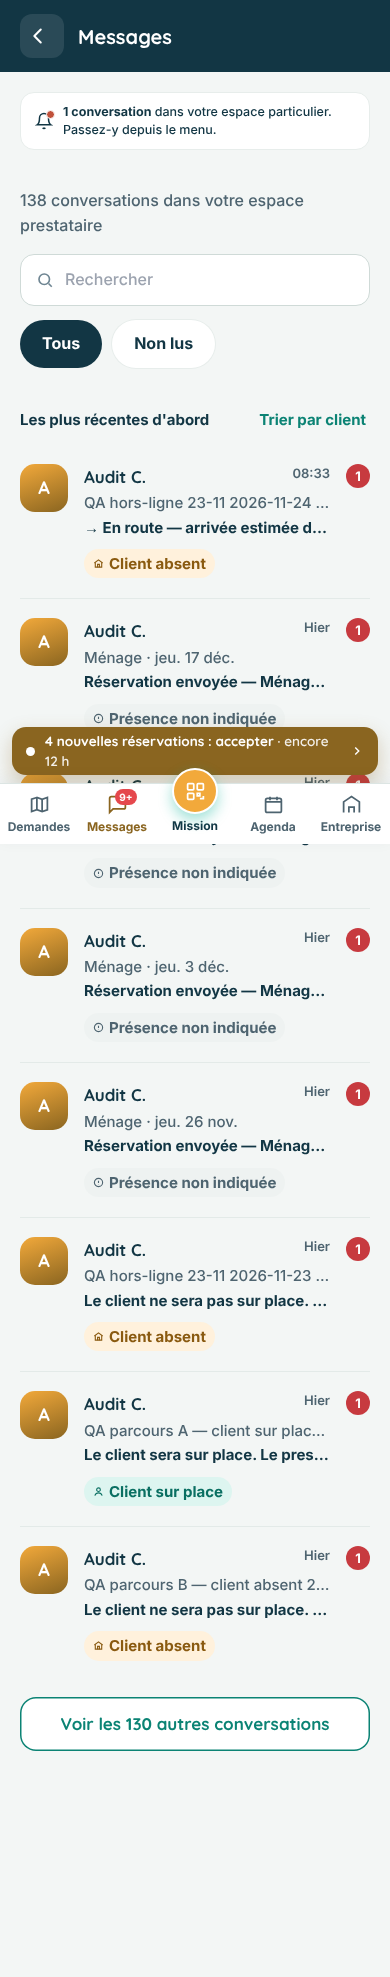 Messages
1 conversation dans votre espace particulier.
Passez-y depuis le menu.
138 conversations dans votre espace
prestataire
Rechercher
Tous
Non lus
Les plus récentes d'abord
Trier par client
A
Audit C.
08:33
1
QA hors-ligne 23-11 2026-11-24 ...
→ En route — arrivée estimée d...
Client absent
A
Audit C.
Hier
1
Ménage · jeu. 17 déc.
Réservation envoyée — Ménag...
Présence non indiquée
4 nouvelles réservations : accepter · encore
12 h
Demandes
9+
Messages
Mission
Agenda
Entreprise
Présence non indiquée
A
Audit C.
Hier
1
Ménage · jeu. 3 déc.
Réservation envoyée — Ménag...
Présence non indiquée
A
Audit C.
Hier
1
Ménage · jeu. 26 nov.
Réservation envoyée — Ménag...
Présence non indiquée
A
Audit C.
Hier
1
QA hors-ligne 23-11 2026-11-23 ...
Le client ne sera pas sur place. ...
Client absent
A
Audit C.
Hier
1
QA parcours A — client sur plac...
Le client sera sur place. Le pres...
Client sur place
A
Audit C.
Hier
1
QA parcours B — client absent 2...
Le client ne sera pas sur place. ...
Client absent
Voir les 130 autres conversations